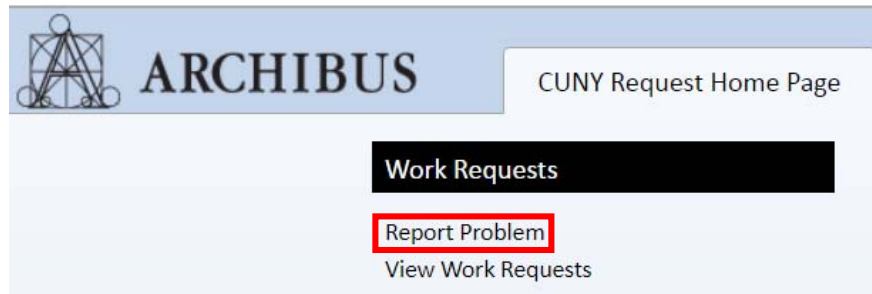 ARCHIBUS
CUNY Request Home Page
Work Requests
Report Problem
View Work Requests